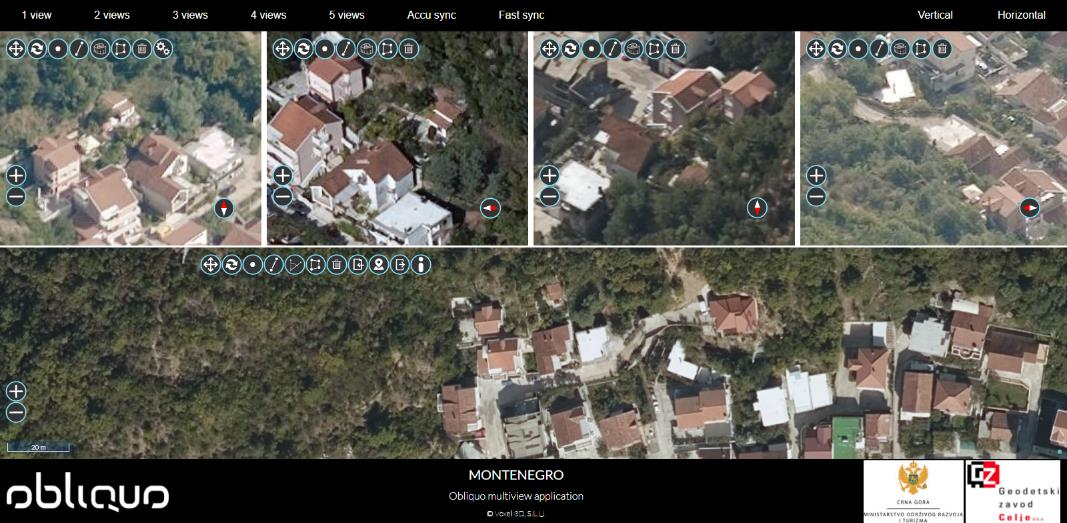 1 view 2 views 3 views 4 views 5 views Accu sync Fast sync Vertical Horizontal
20 m
obliquo
MONTENEGRO
Obliquo multiview application
© Voxel 3D, S.L.U.
CRNA GORA
MINISTARSTVO ODRŽIVOG RAZVOJA
I TURIZMA
GZ
Geodetski
zavod
Celje d.o.o.